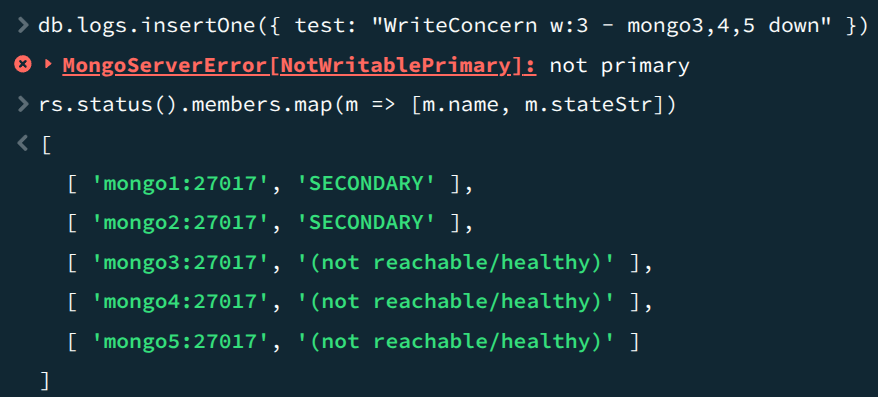 > db.logs.insertOne({ test: "WriteConcern w:3 - mongo3,4,5 down" })
MongoServerError[NotWritablePrimary]: not primary
> rs.status().members.map(m => [m.name, m.stateStr])
< [
[ 'mongo1:27017', 'SECONDARY' ],
[ 'mongo2:27017', 'SECONDARY' ],
[ 'mongo3:27017', '(not reachable/healthy)' ],
[ 'mongo4:27017', '(not reachable/healthy)' ],
[ 'mongo5:27017', '(not reachable/healthy)' ]
]